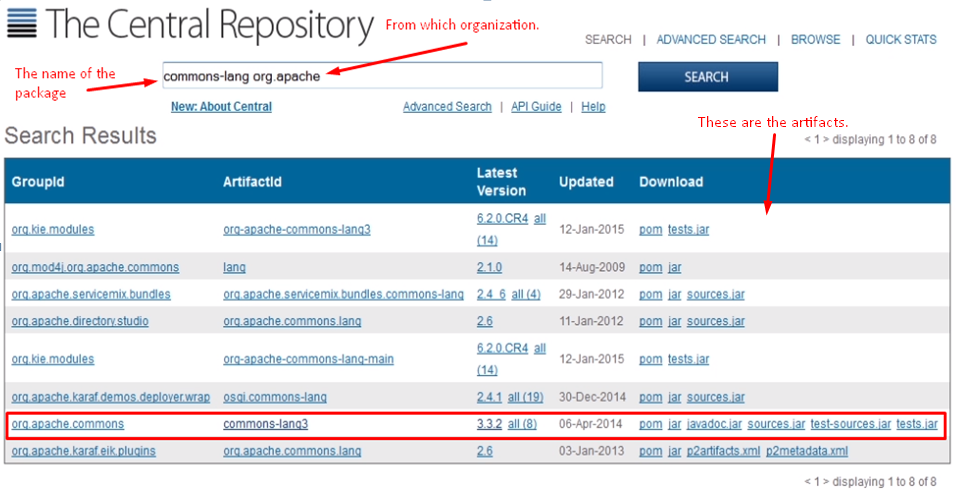 The Central Repository
From which organization.
SEARCH | ADVANCED SEARCH | BROWSE | QUICK STATS
The name of the package
commons-lang org.apache
SEARCH
New: About Central
Advanced Search | API Guide | Help
These are the artifacts.
Search Results
< 1 > displaying 1 to 8 of 8
GroupId ArtifactId Latest Version Updated Download
org.kie.modules org-apache-commons-lang3 6.2.0.CR4 all (14) 12-Jan-2015 pom tests.jar
org.mod4j.org.apache.commons lang 2.1.0 14-Aug-2009 pom jar
org.apache.servicemix.bundles org.apache.servicemix.bundles.commons-lang 2.4_6 all (4) 29-Jan-2012 pom jar sources.jar
org.apache.directory.studio org.apache.commons.lang 2.6 11-Jan-2012 pom jar sources.jar
org.kie.modules org-apache-commons-lang-main 6.2.0.CR4 all (14) 12-Jan-2015 pom tests.jar
org.apache.karaf.demos.deployer.wrap osgi.commons-lang 2.4.1 all (19) 30-Dec-2014 pom jar sources.jar
org.apache.commons commons-lang3 3.3.2 all (8) 06-Apr-2014 pom jar javadoc.jar sources.jar test-sources.jar tests.jar
org.apache.karaf.eik.plugins org.apache.commons.lang 2.6 03-Jan-2013 pom jar p2artifacts.xml p2metadata.xml
< 1 > displaying 1 to 8 of 8